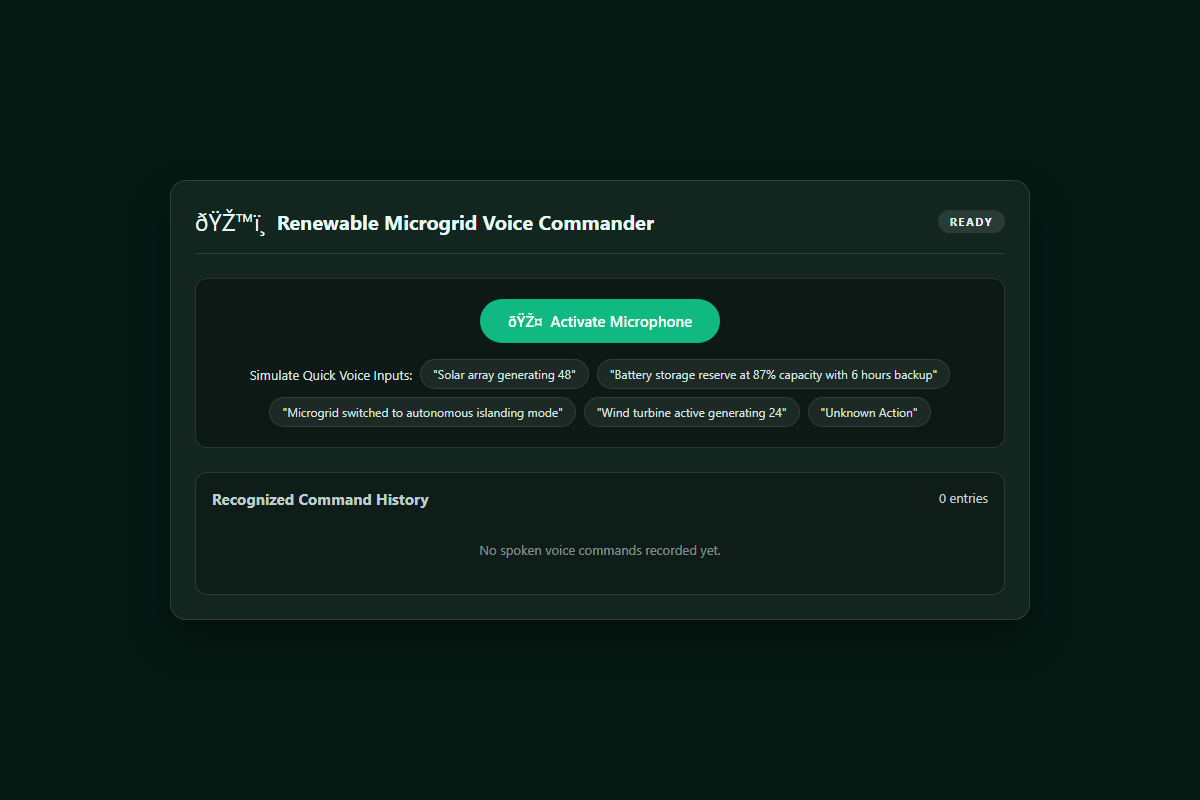 ðŸŽ™ï¸ Renewable Microgrid Voice Commander
READY
ðŸŽ¤ Activate Microphone
Simulate Quick Voice Inputs: "Solar array generating 48" "Battery storage reserve at 87% capacity with 6 hours backup"
"Microgrid switched to autonomous islanding mode" "Wind turbine active generating 24" "Unknown Action"
Recognized Command History
0 entries
No spoken voice commands recorded yet.